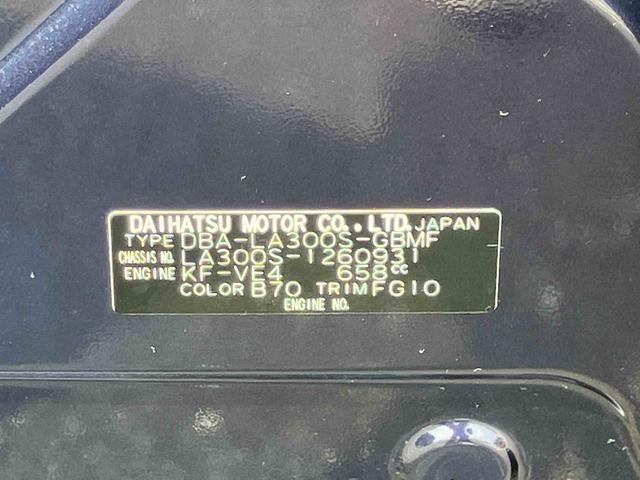 DAIHATSU MOTOR CO.,LTD. JAPAN
TYPE DBA-LA300S-GBMF
CHASSIS NO. LA300S-1260931
ENGINE KF-VE4 658cc
COLOR B70 TRIM FG10
ENGINE NO.